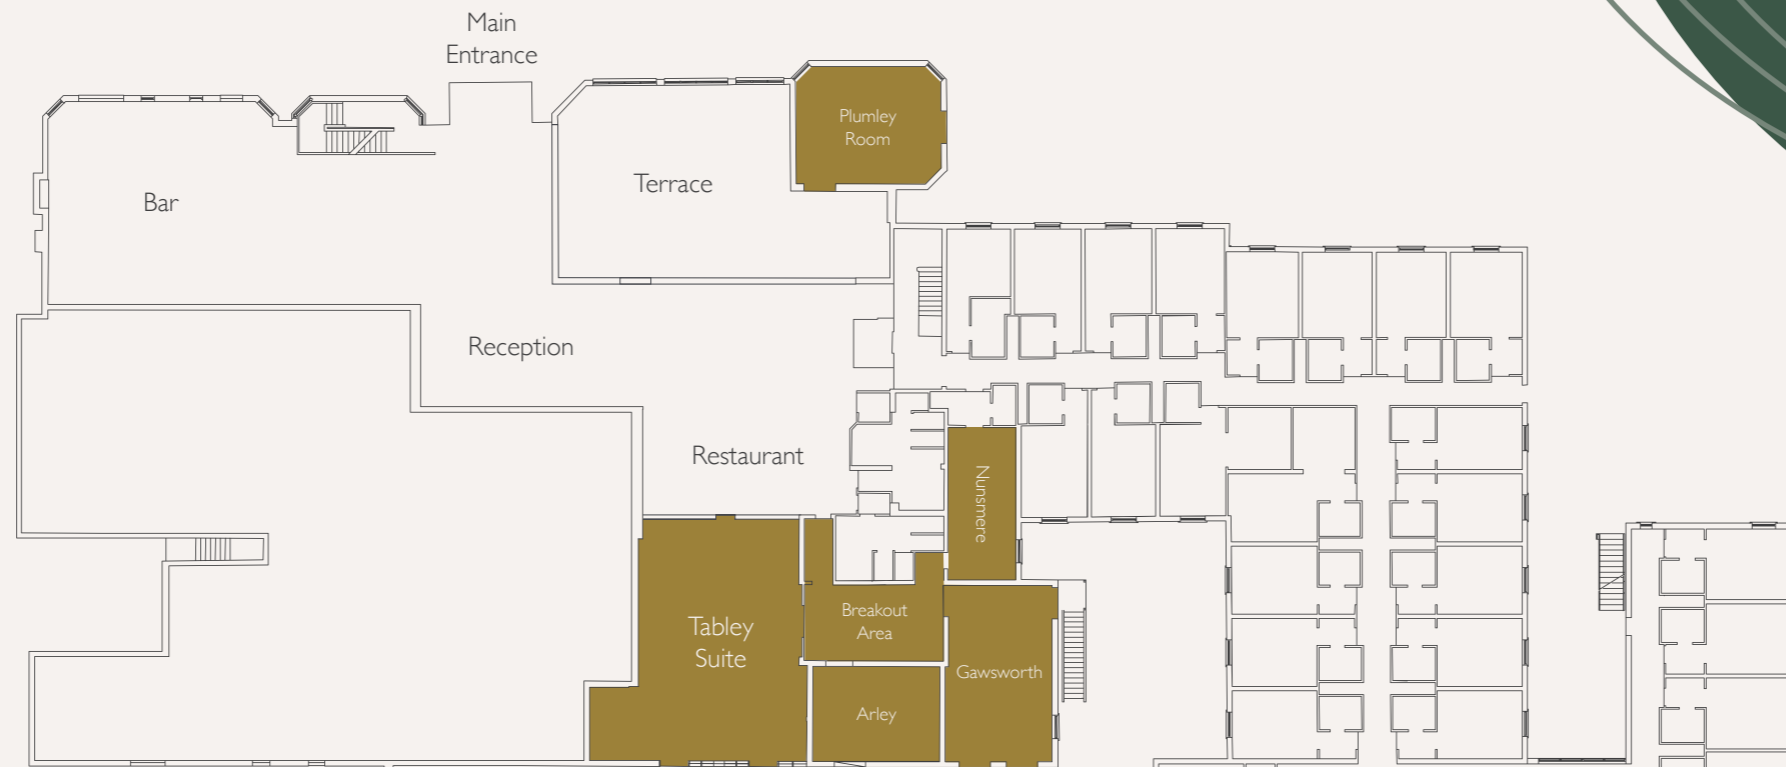 Main
Entrance
Plumley
Room
Terrace
Bar
Reception
Restaurant
Nunsmere
Breakout
Area
Tabley
Suite
Gawsworth
Arley